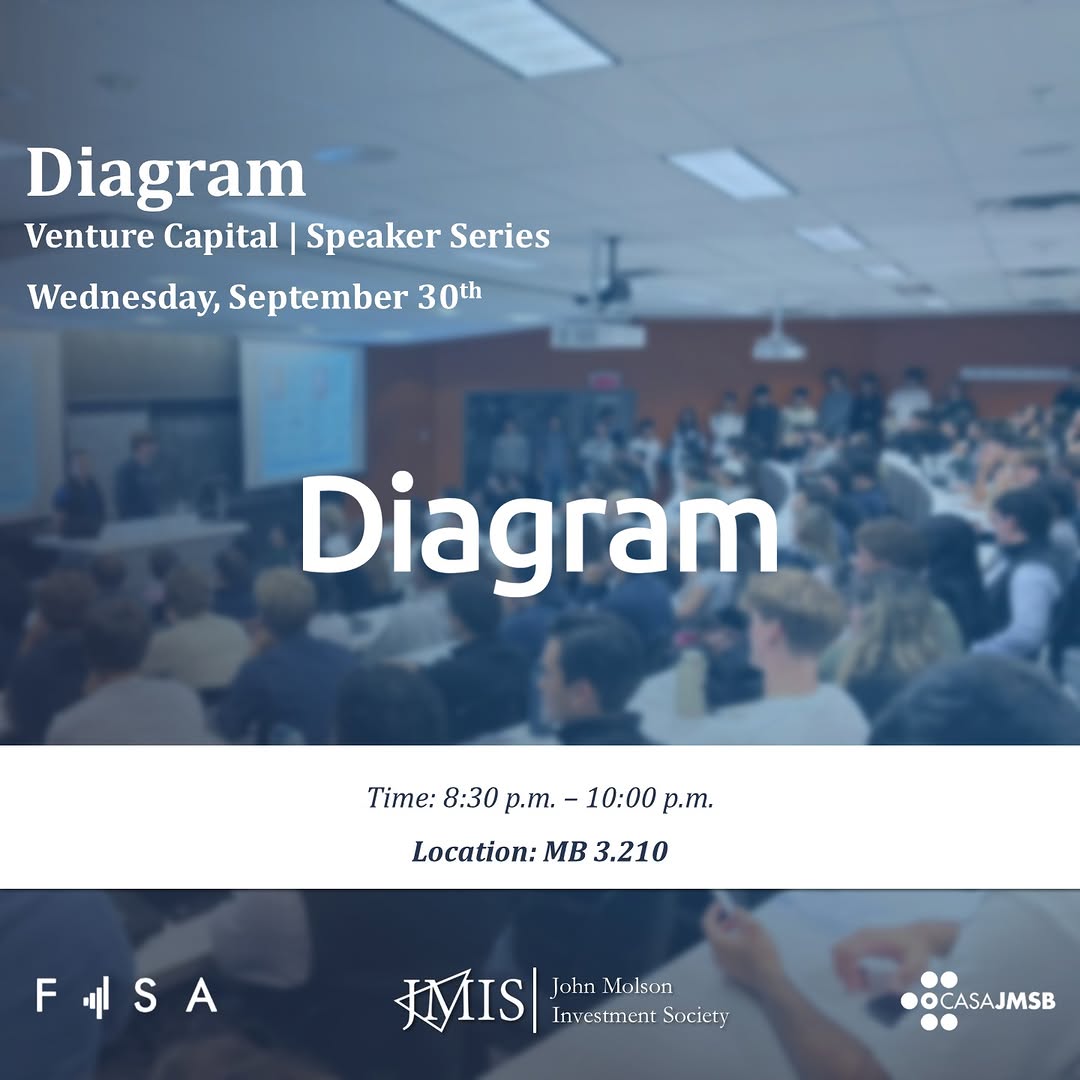 Diagram
Venture Capital | Speaker Series
Wednesday, September 30th
Diagram
Time: 8:30 p.m. – 10:00 p.m.
Location: MB 3.210
F SA
JMIS
John Molson
Investment Society
CASAJMSB